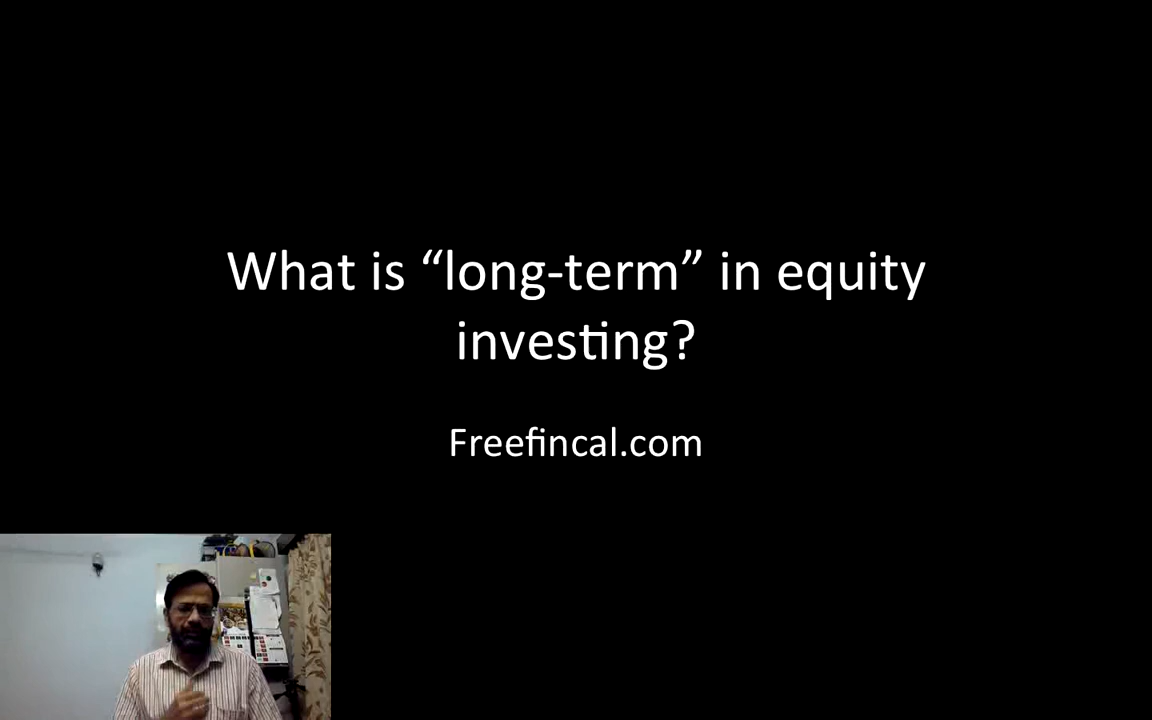 What is “long-term” in equity
investing?
Freefincal.com